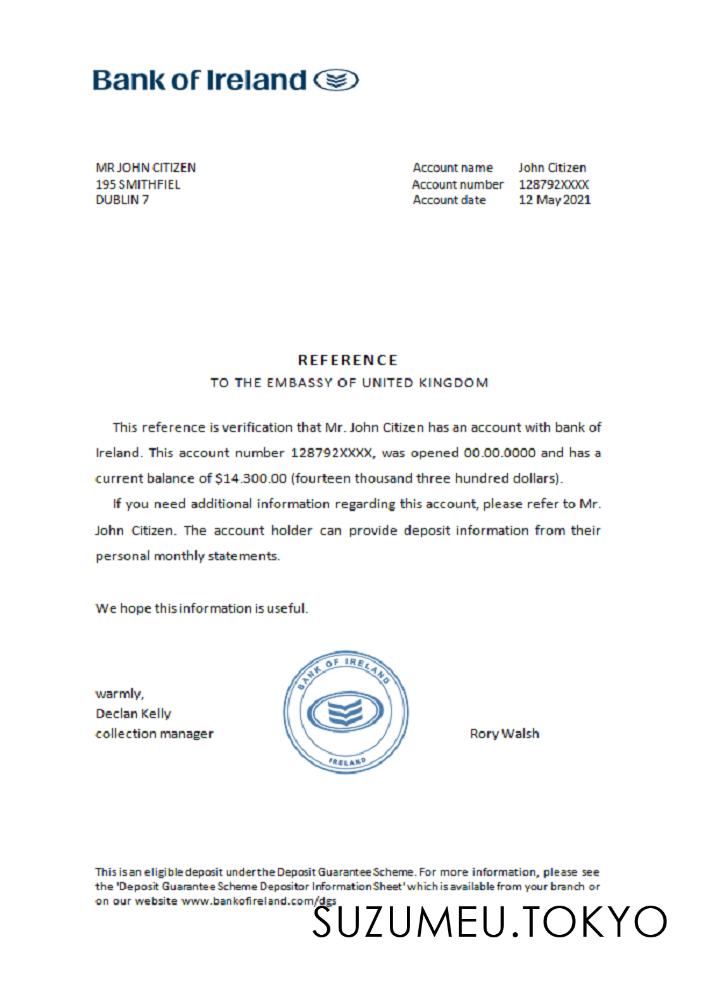 Bank of Ireland
MR JOHN CITIZEN
195 SMITHFIEL
DUBLIN 7
Account name John Citizen
Account number 128792XXXX
Account date 12 May 2021
REFERENCE
TO THE EMBASSY OF UNITED KINGDOM
This reference is verification that Mr. John Citizen has an account with bank of
Ireland. This account number 128792XXXX, was opened 00.00.0000 and has a
current balance of $14.300.00 (fourteen thousand three hundred dollars).
If you need additional information regarding this account, please refer to Mr.
John Citizen. The account holder can provide deposit information from their
personal monthly statements.
We hope this information is useful.
BANK OF IRELAND
IRELAND
warmly,
Declan Kelly
collection manager
Rory Walsh
This is an eligible deposit under the Deposit Guarantee Scheme. For more information, please see
the 'Deposit Guarantee Scheme Depositor Information Sheet' which is available from your branch or
on our website www.bankofireland.com/dgs
SUZUMEU.TOKYO